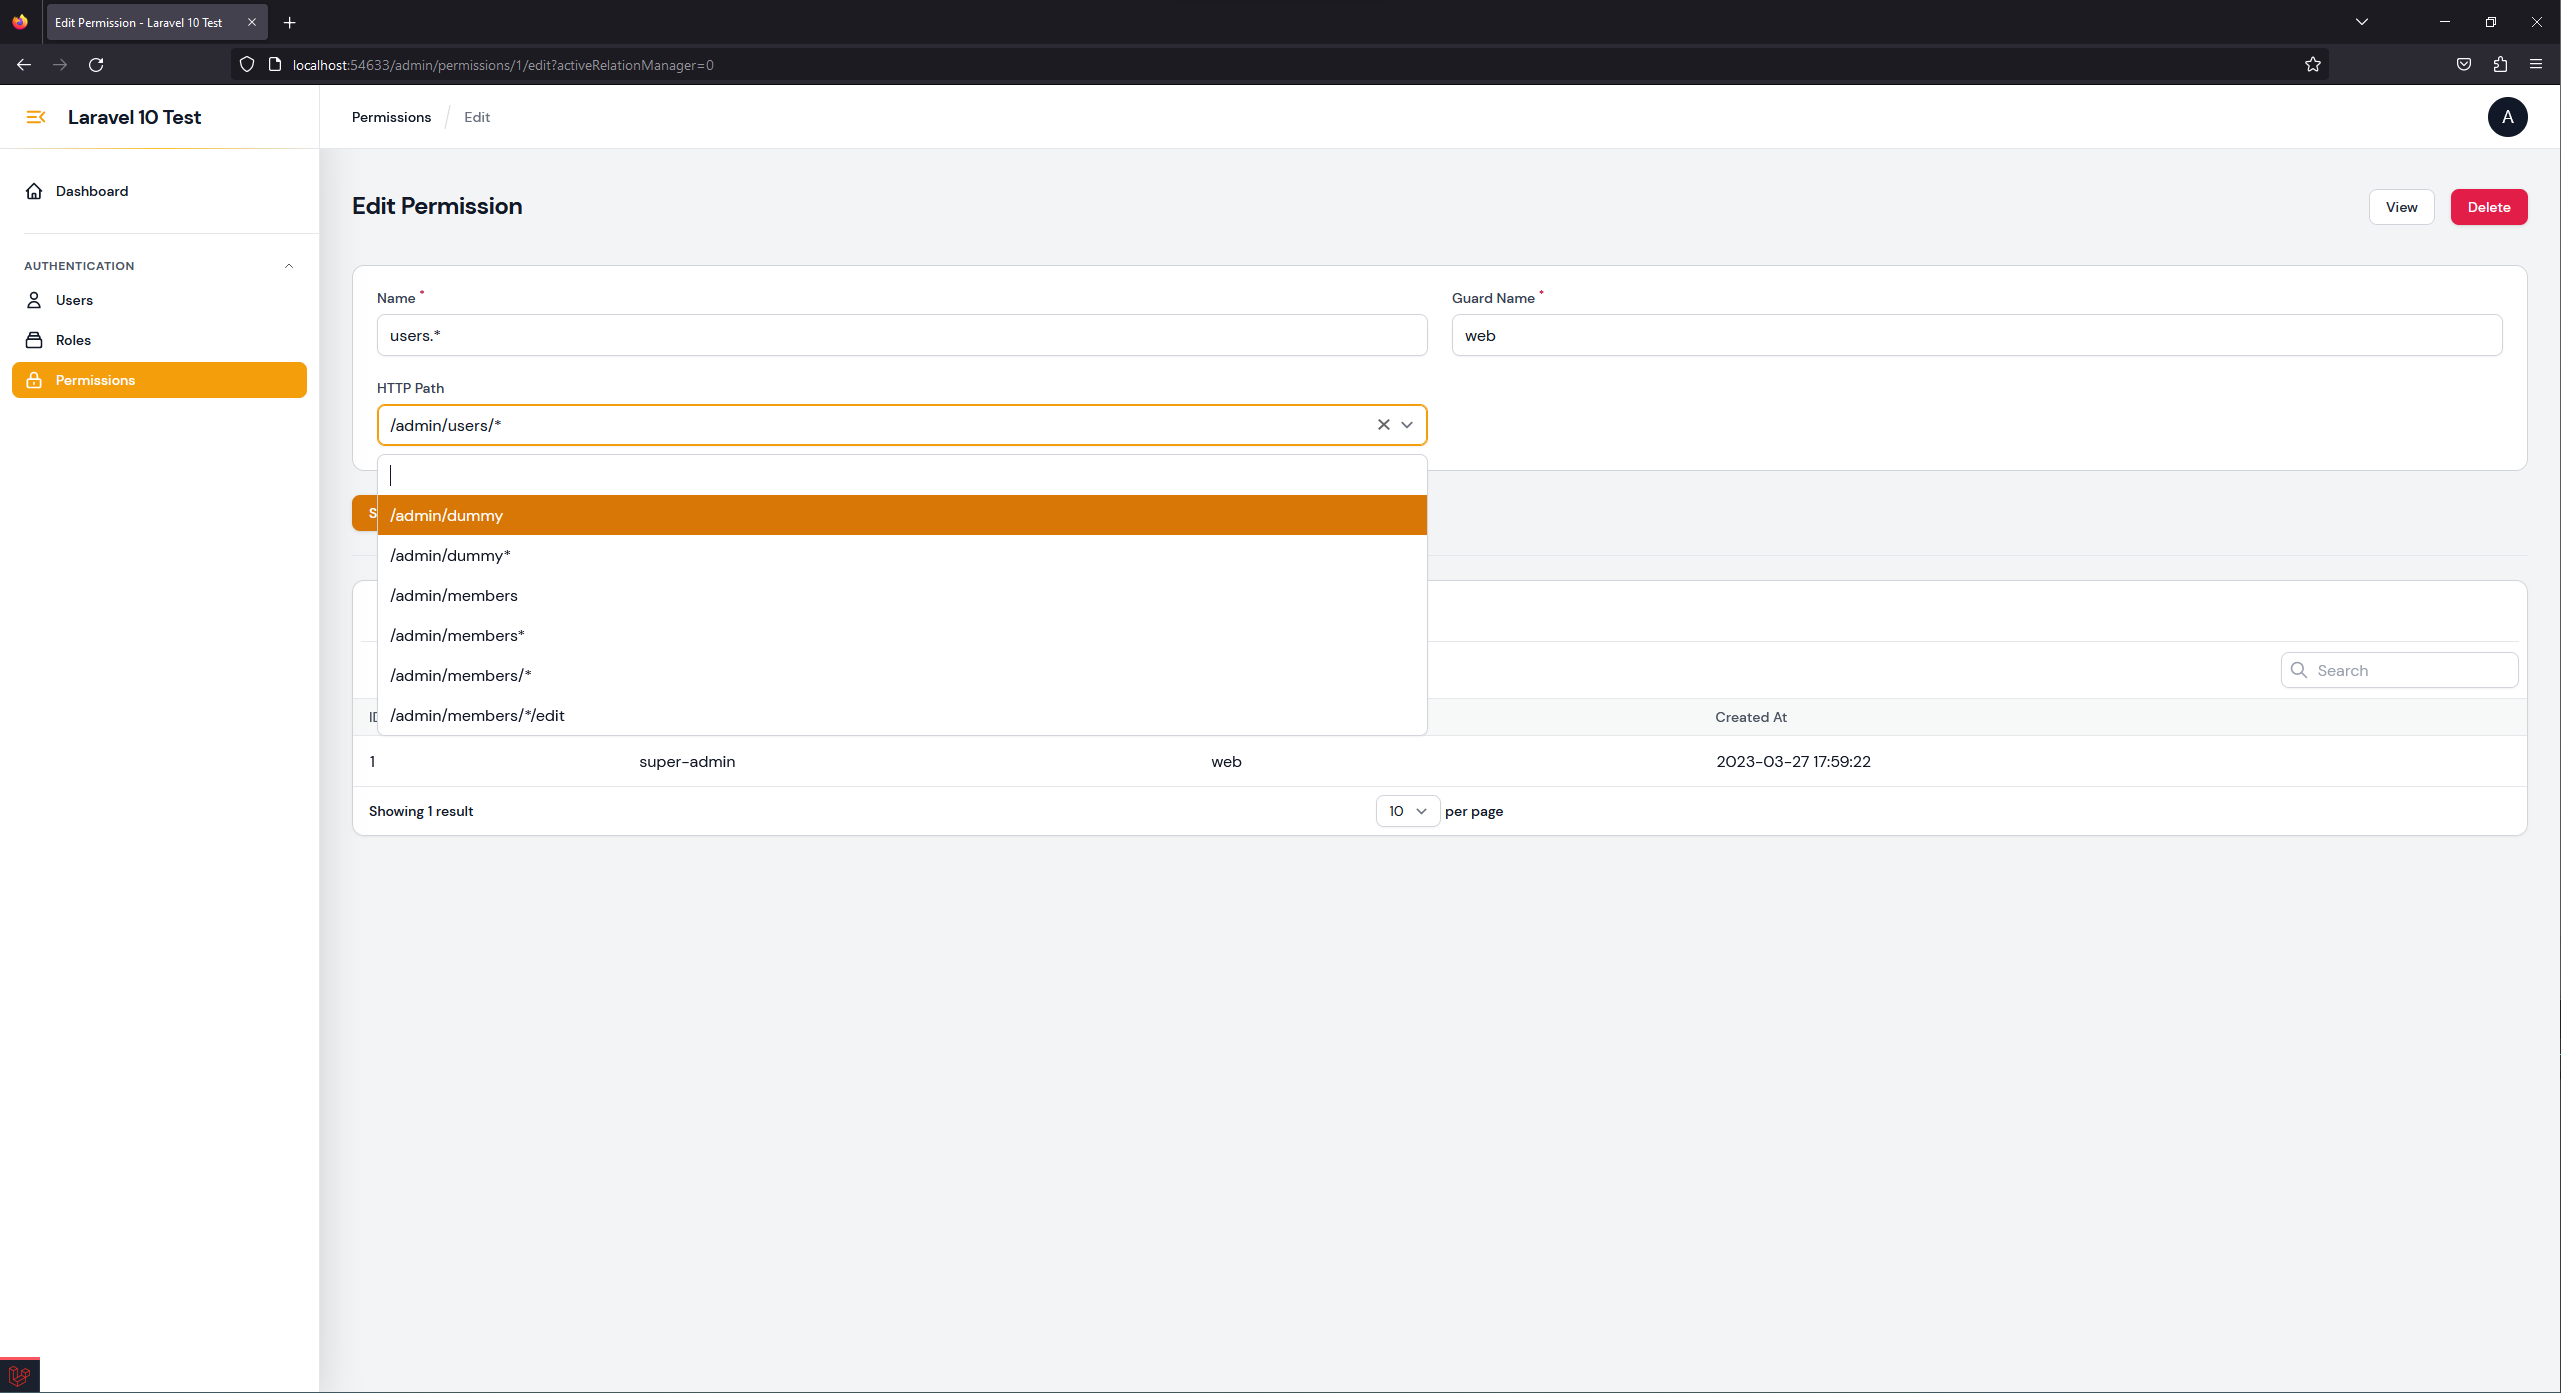 Edit Permission - Laravel 10 Test
localhost:54633/admin/permissions/1/edit?activeRelationManager=0
Laravel 10 Test
Permissions / Edit
A
Dashboard
AUTHENTICATION
Users
Roles
Permissions
Edit Permission
View
Delete
Name *
Guard Name *
users.*
web
HTTP Path
/admin/users/*
/admin/dummy
/admin/dummy*
/admin/members
/admin/members*
/admin/members/*
/admin/members/*/edit
Search
Created At
1 super-admin web 2023-03-27 17:59:22
Showing 1 result
10 per page